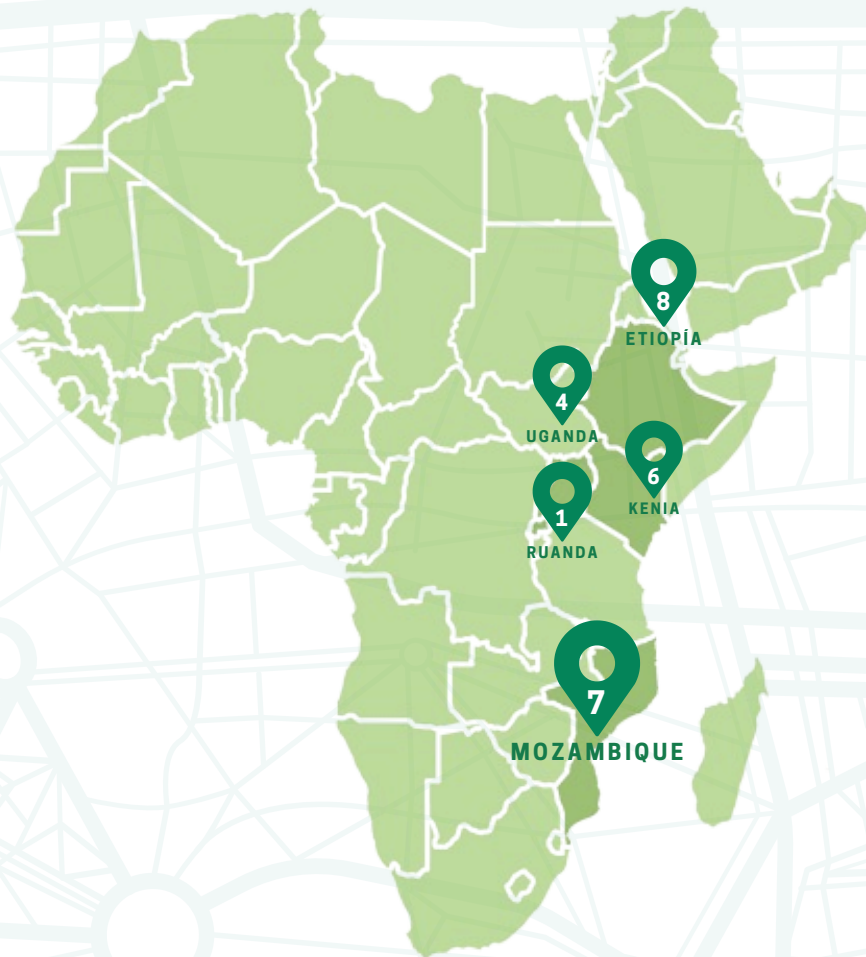 8
ETIOPÍA
4
UGANDA
6
KENIA
1
RUANDA
7
MOZAMBIQUE